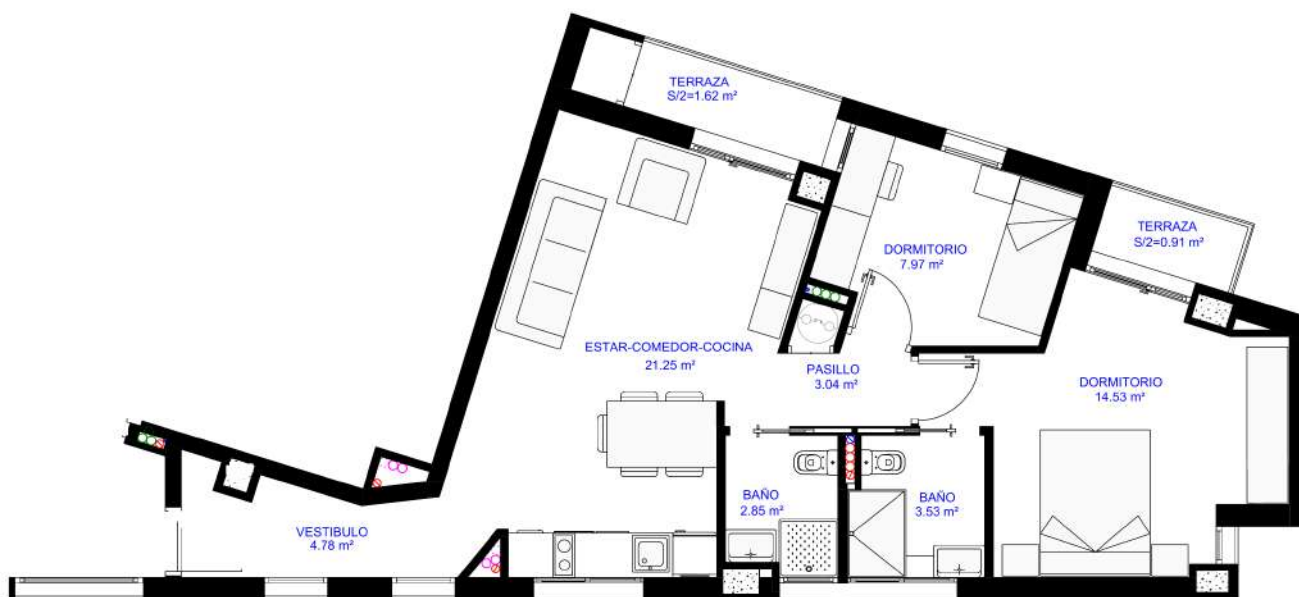 TERRAZA
S/2=1.62 m²
TERRAZA
S/2=0.91 m²
DORMITORIO
7.97 m²
ESTAR-COMEDOR-COCINA
21.25 m²
PASILLO
3.04 m²
DORMITORIO
14.53 m²
BAÑO
2.85 m²
BAÑO
3.53 m²
VESTIBULO
4.78 m²